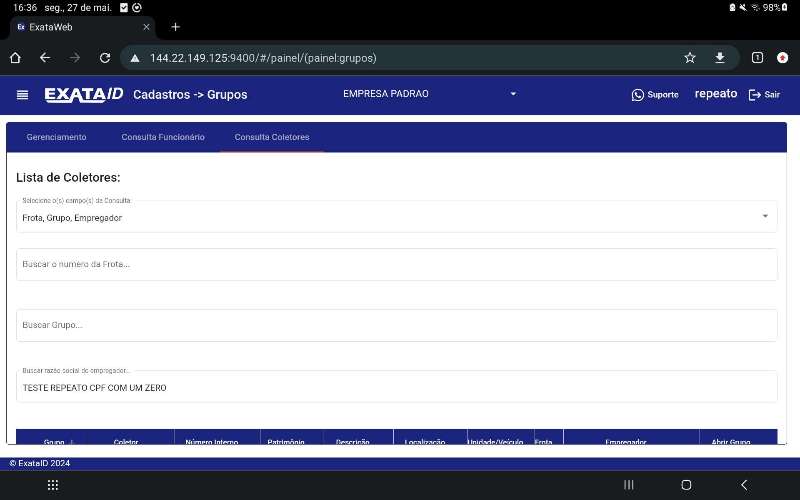 16:36 seg., 27 de mai.
98%
Ex ExataWeb
144.22.149.125:9400/#/painel/(painel:grupos)
1
EXATAID Cadastros -> Grupos EMPRESA PADRAO Suporte repeato Sair
Gerenciamento Consulta Funcionário Consulta Coletores
Lista de Coletores:
Selecione o(s) campo(s) da Consulta
Frota, Grupo, Empregador
Buscar o numero da Frota...
Buscar Grupo...
Buscar razão social do empregador...
TESTE REPEATO CPF COM UM ZERO
Grupo Coletor Número Interno Patrimônio Descrição Localização Unidade/Veículo Frota Empregador Abrir Grupo
© ExataID 2024